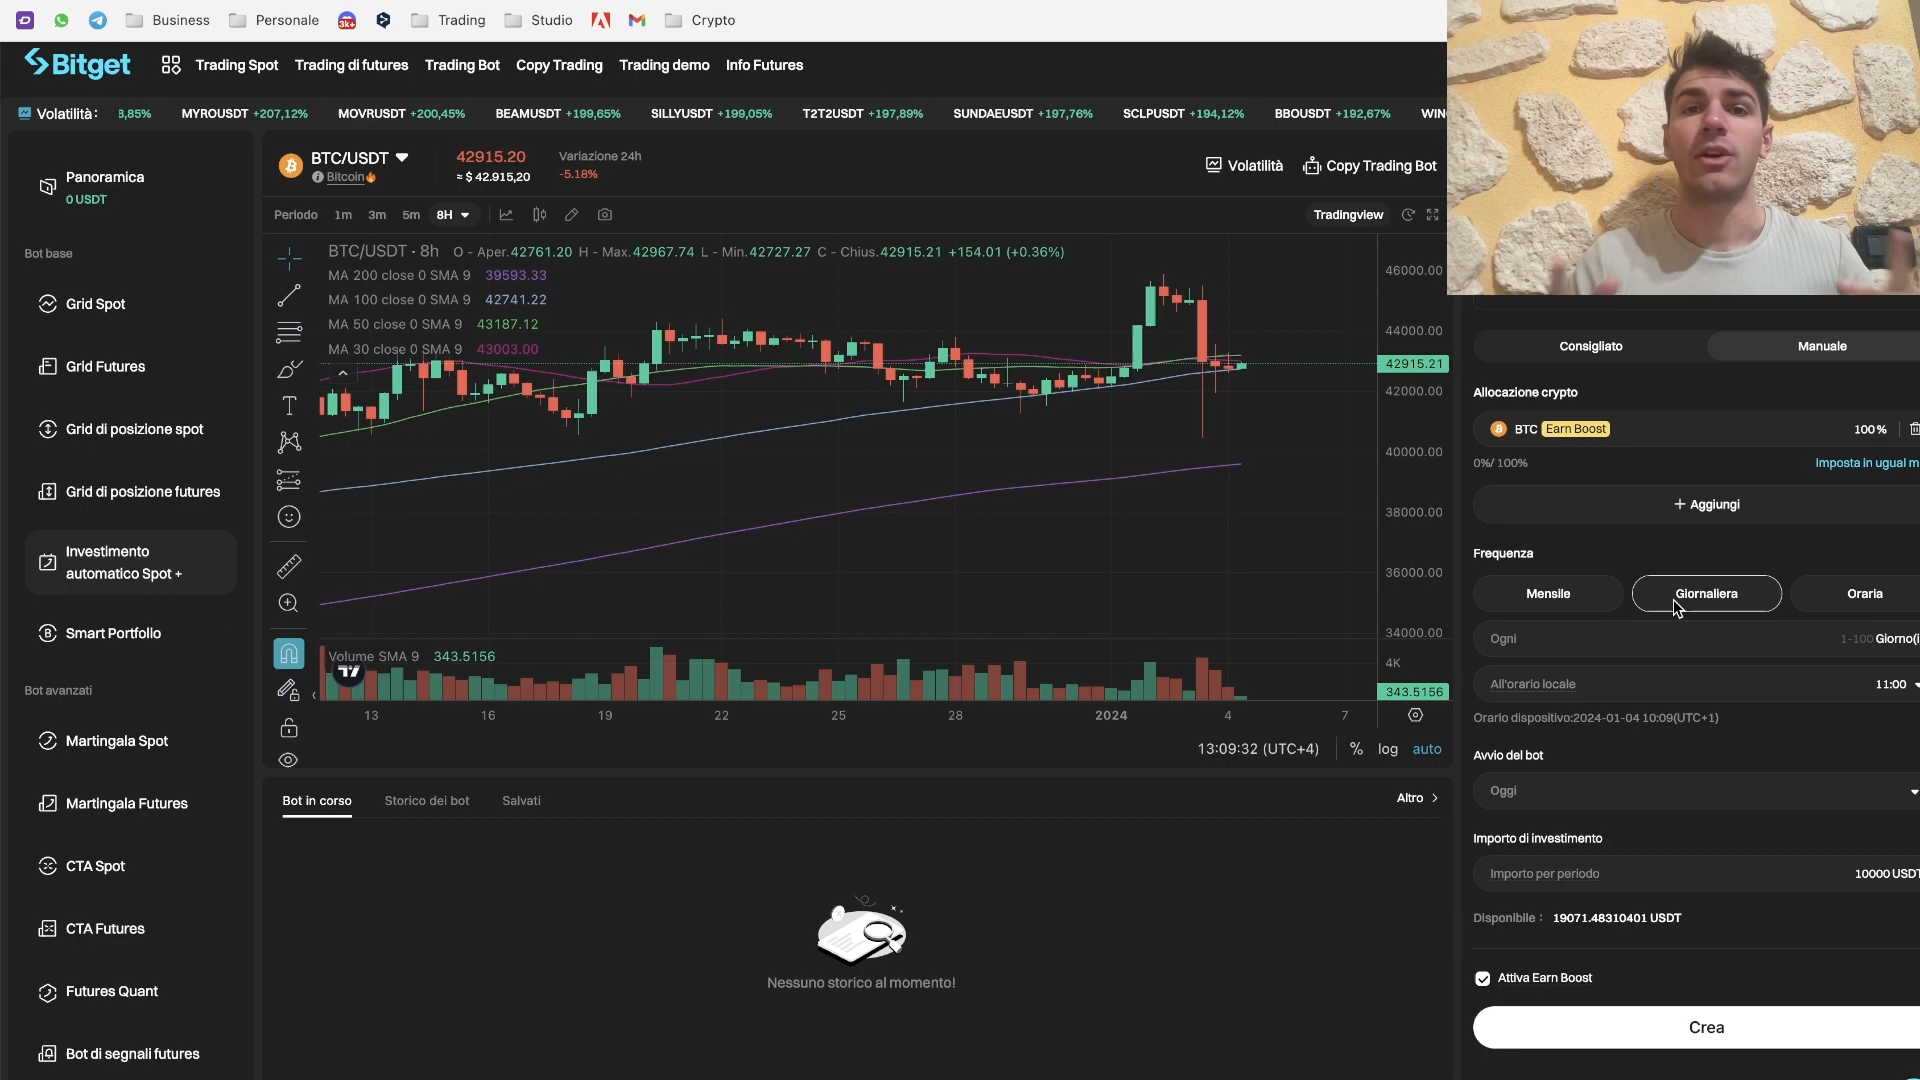 Business
Personale
3k+
Trading
Studio
Crypto
Bitget
Trading Spot
Trading di futures
Trading Bot
Copy Trading
Trading demo
Info Futures
Volatilità:
8,85%
MYROUSDT +207,12%
MOVRUSDT +200,45%
BEAMUSDT +199,65%
SILLYUSDT +199,05%
T2T2USDT +197,89%
SUNDAEUSDT +197,76%
SCLPUSDT +194,12%
BBOUSDT +192,67%
WIN
Panoramica
0 USDT
Bot base
Grid Spot
Grid Futures
Grid di posizione spot
Grid di posizione futures
Investimento
automatico Spot +
Smart Portfolio
Bot avanzati
Martingala Spot
Martingala Futures
CTA Spot
CTA Futures
Futures Quant
Bot di segnali futures
BTC/USDT
Bitcoin
42915.20
≈ $ 42.915,20
Variazione 24h
-5.18%
Volatilità
Copy Trading Bot
Periodo 1m 3m 5m 8H
Tradingview
BTC/USDT · 8h O - Aper.42761.20 H - Max.42967.74 L - Min.42727.27 C - Chius.42915.21 +154.01 (+0.36%)
MA 200 close 0 SMA 9 39593.33
MA 100 close 0 SMA 9 42741.22
MA 50 close 0 SMA 9 43187.12
MA 30 close 0 SMA 9 43003.00
46000.00
44000.00
42915.21
42000.00
40000.00
38000.00
36000.00
34000.00
Volume SMA 9 343.5156
4K
343.5156
13 16 19 22 25 28 2024 4 7
13:09:32 (UTC+4) % log auto
Bot in corso
Storico dei bot
Salvati
Altro
Nessuno storico al momento!
Consigliato
Manuale
Allocazione crypto
BTC Earn Boost
100%
0%/ 100%
Imposta in ugual m
+ Aggiungi
Frequenza
Mensile
Giornaliera
Oraria
Ogni
1-100 Giorno(i
All'orario locale
11:00
Orario dispositivo:2024-01-04 10:09(UTC+1)
Avvio del bot
Oggi
Importo di investimento
Importo per periodo
10000 USDT
Disponibile : 19071.48310401 USDT
Attiva Earn Boost
Crea